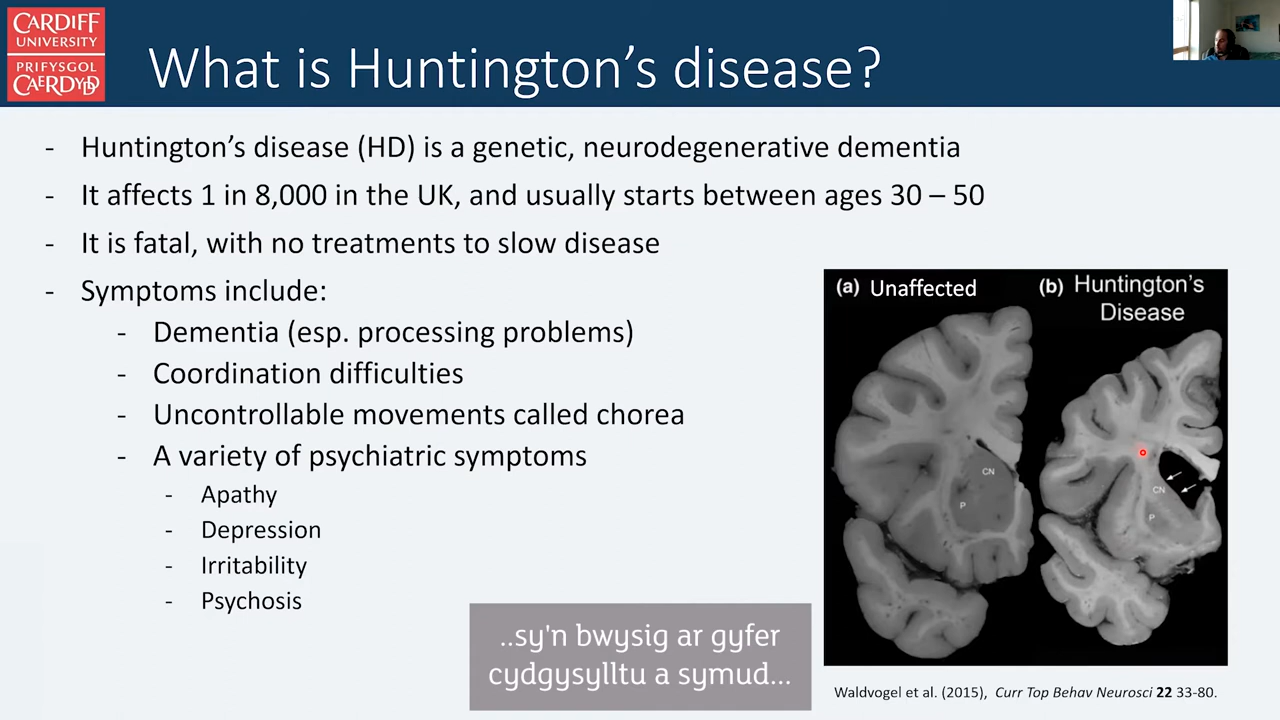 CARDIFF
UNIVERSITY
PRIFYSGOL
CAERDYDD
What is Huntington's disease?
- Huntington's disease (HD) is a genetic, neurodegenerative dementia
- It affects 1 in 8,000 in the UK, and usually starts between ages 30 – 50
- It is fatal, with no treatments to slow disease
- Symptoms include:
- Dementia (esp. processing problems)
- Coordination difficulties
- Uncontrollable movements called chorea
- A variety of psychiatric symptoms
- Apathy
- Depression
- Irritability
- Psychosis
(a) Unaffected
CN
P
(b) Huntington's
Disease
CN
P
Waldvogel et al. (2015), Curr Top Behav Neurosci 22 33-80.
..sy'n bwysig ar gyfer
cydgysylltu a symud...